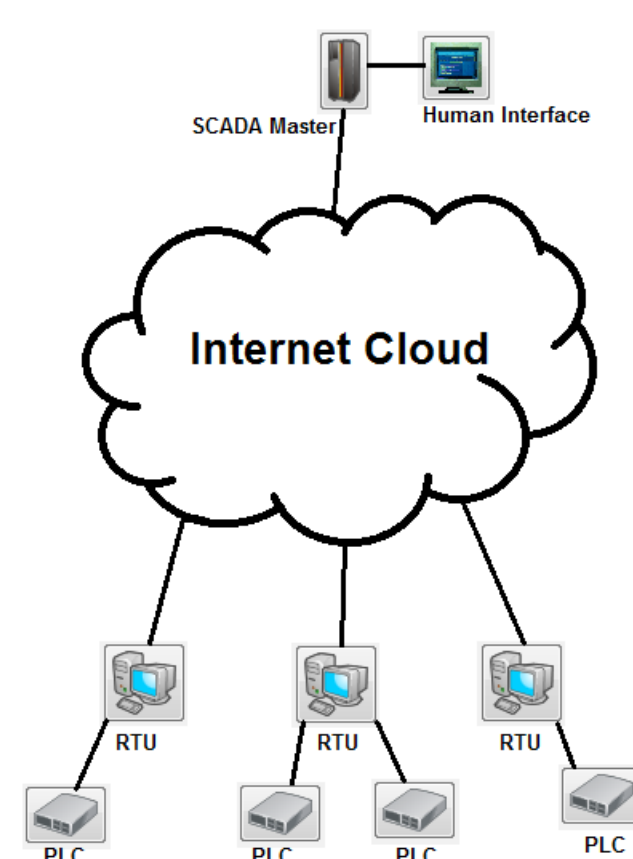 SCADA Master
Human Interface
Internet Cloud
RTU
RTU
RTU
PLC
PLC
PLC
PLC